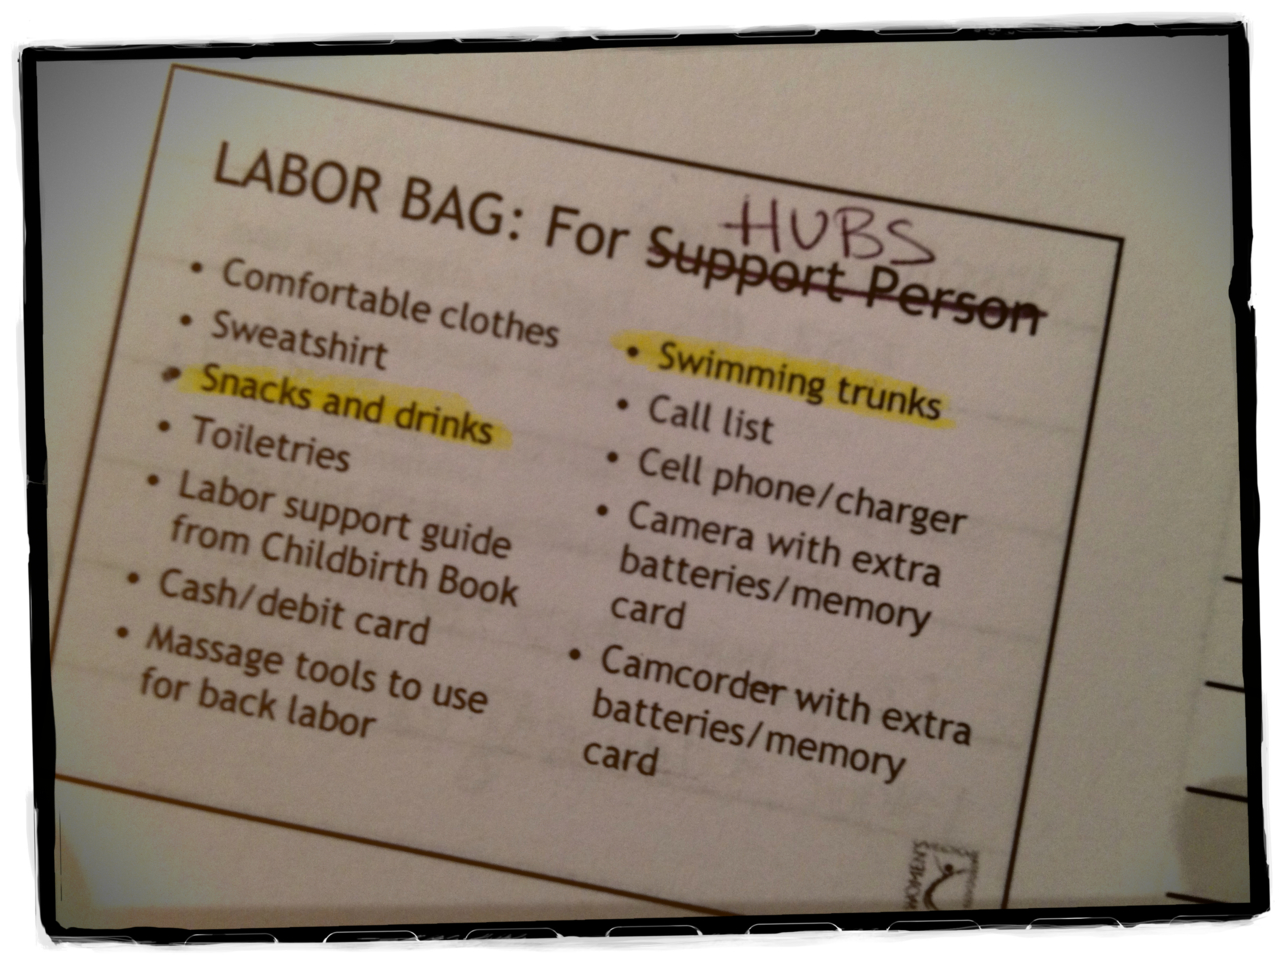 LABOR BAG: For Support Person
HUBS
• Comfortable clothes
• Sweatshirt
• Snacks and drinks
• Toiletries
• Labor support guide
from Childbirth Book
• Cash/debit card
• Massage tools to use
for back labor
• Swimming trunks
• Call list
• Cell phone/charger
• Camera with extra
batteries/memory
card
• Camcorder with extra
batteries/memory
card
WOMEN'S